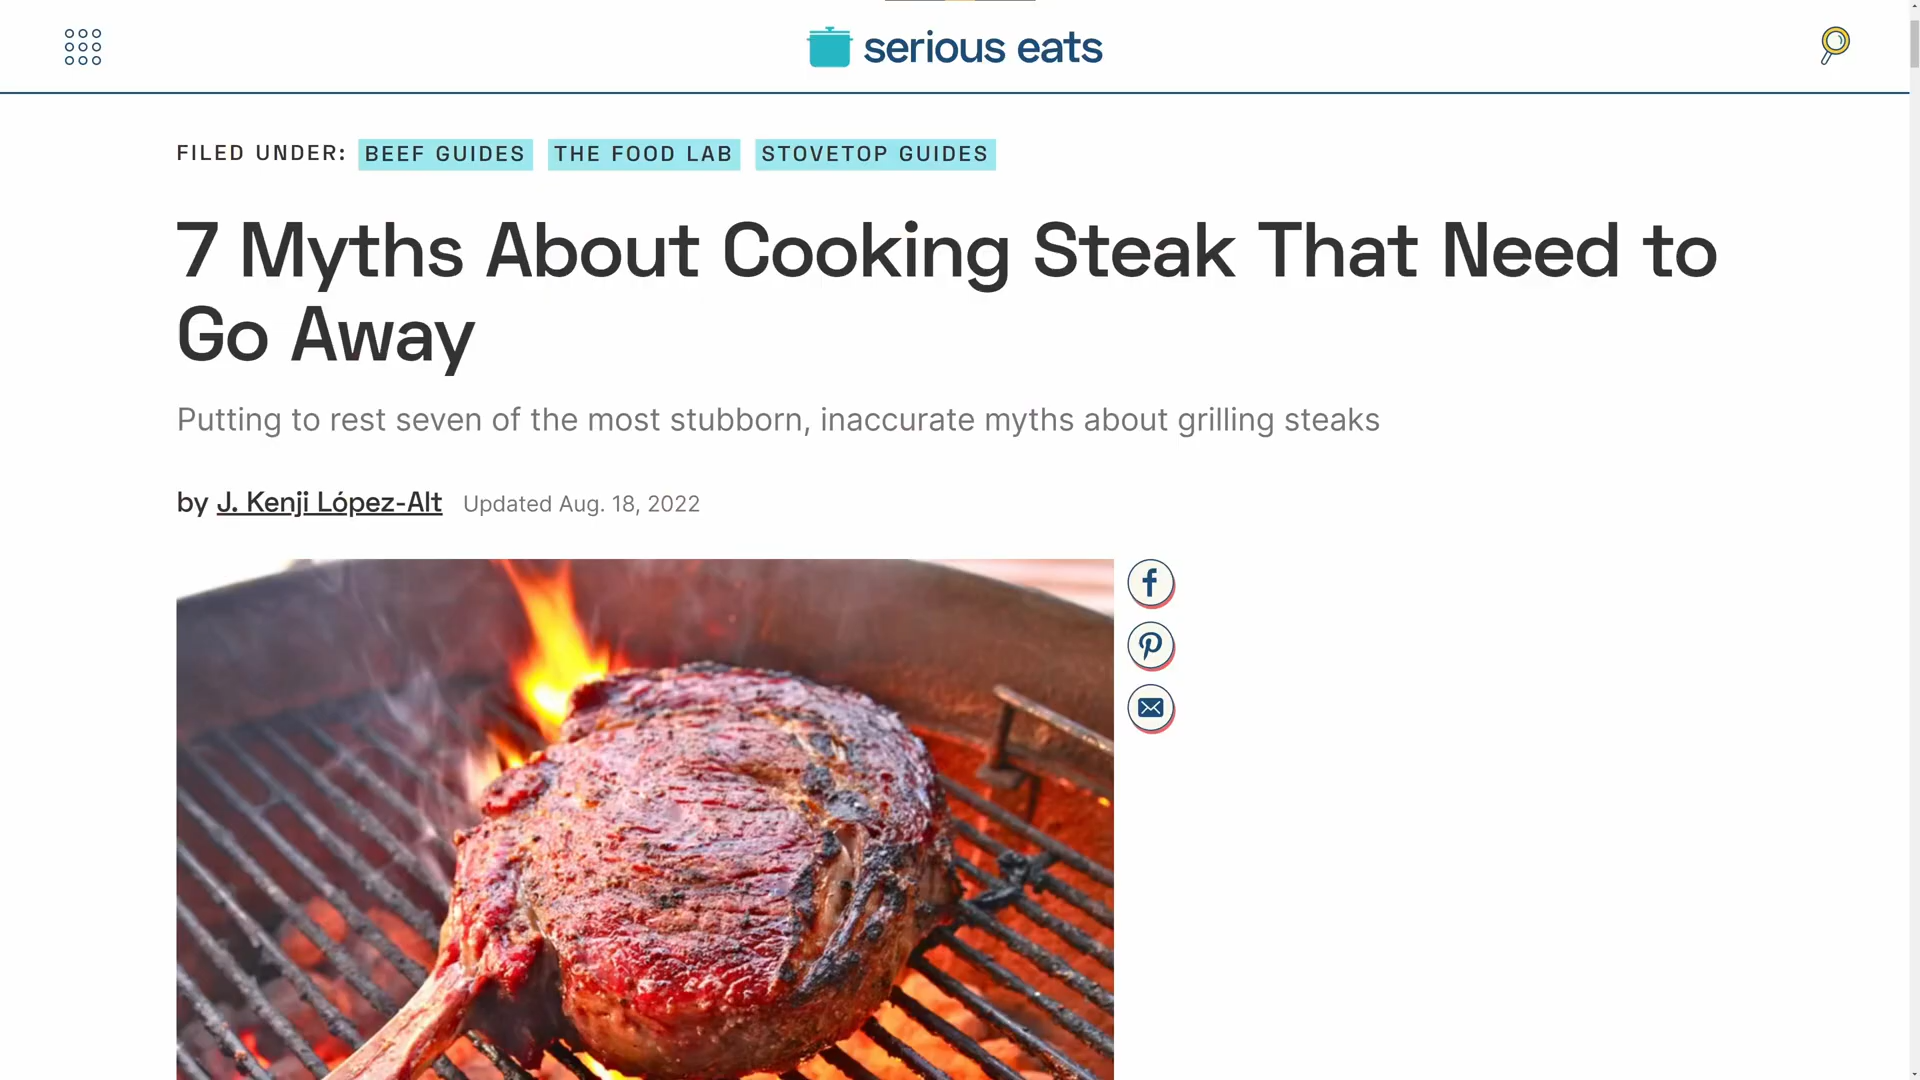 serious eats
FILED UNDER: BEEF GUIDES THE FOOD LAB STOVETOP GUIDES
7 Myths About Cooking Steak That Need to
Go Away
Putting to rest seven of the most stubborn, inaccurate myths about grilling steaks
by J. Kenji López-Alt Updated Aug. 18, 2022